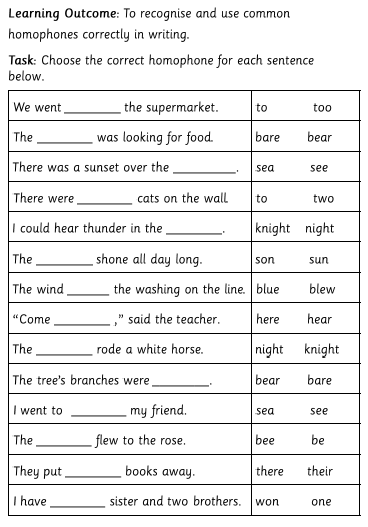 Learning Outcome: To recognise and use common
homophones correctly in writing.
Task: Choose the correct homophone for each sentence
below.
We went ________ the supermarket. to too
The ________ was looking for food. bare bear
There was a sunset over the ________. sea see
There were ________ cats on the wall. to two
I could hear thunder in the ________. knight night
The ________ shone all day long. son sun
The wind ______ the washing on the line. blue blew
“Come ________ ,” said the teacher. here hear
The ________ rode a white horse. night knight
The tree's branches were ________. bear bare
I went to ________ my friend. sea see
The ________ flew to the rose. bee be
They put ________ books away. there their
I have ________ sister and two brothers. won one